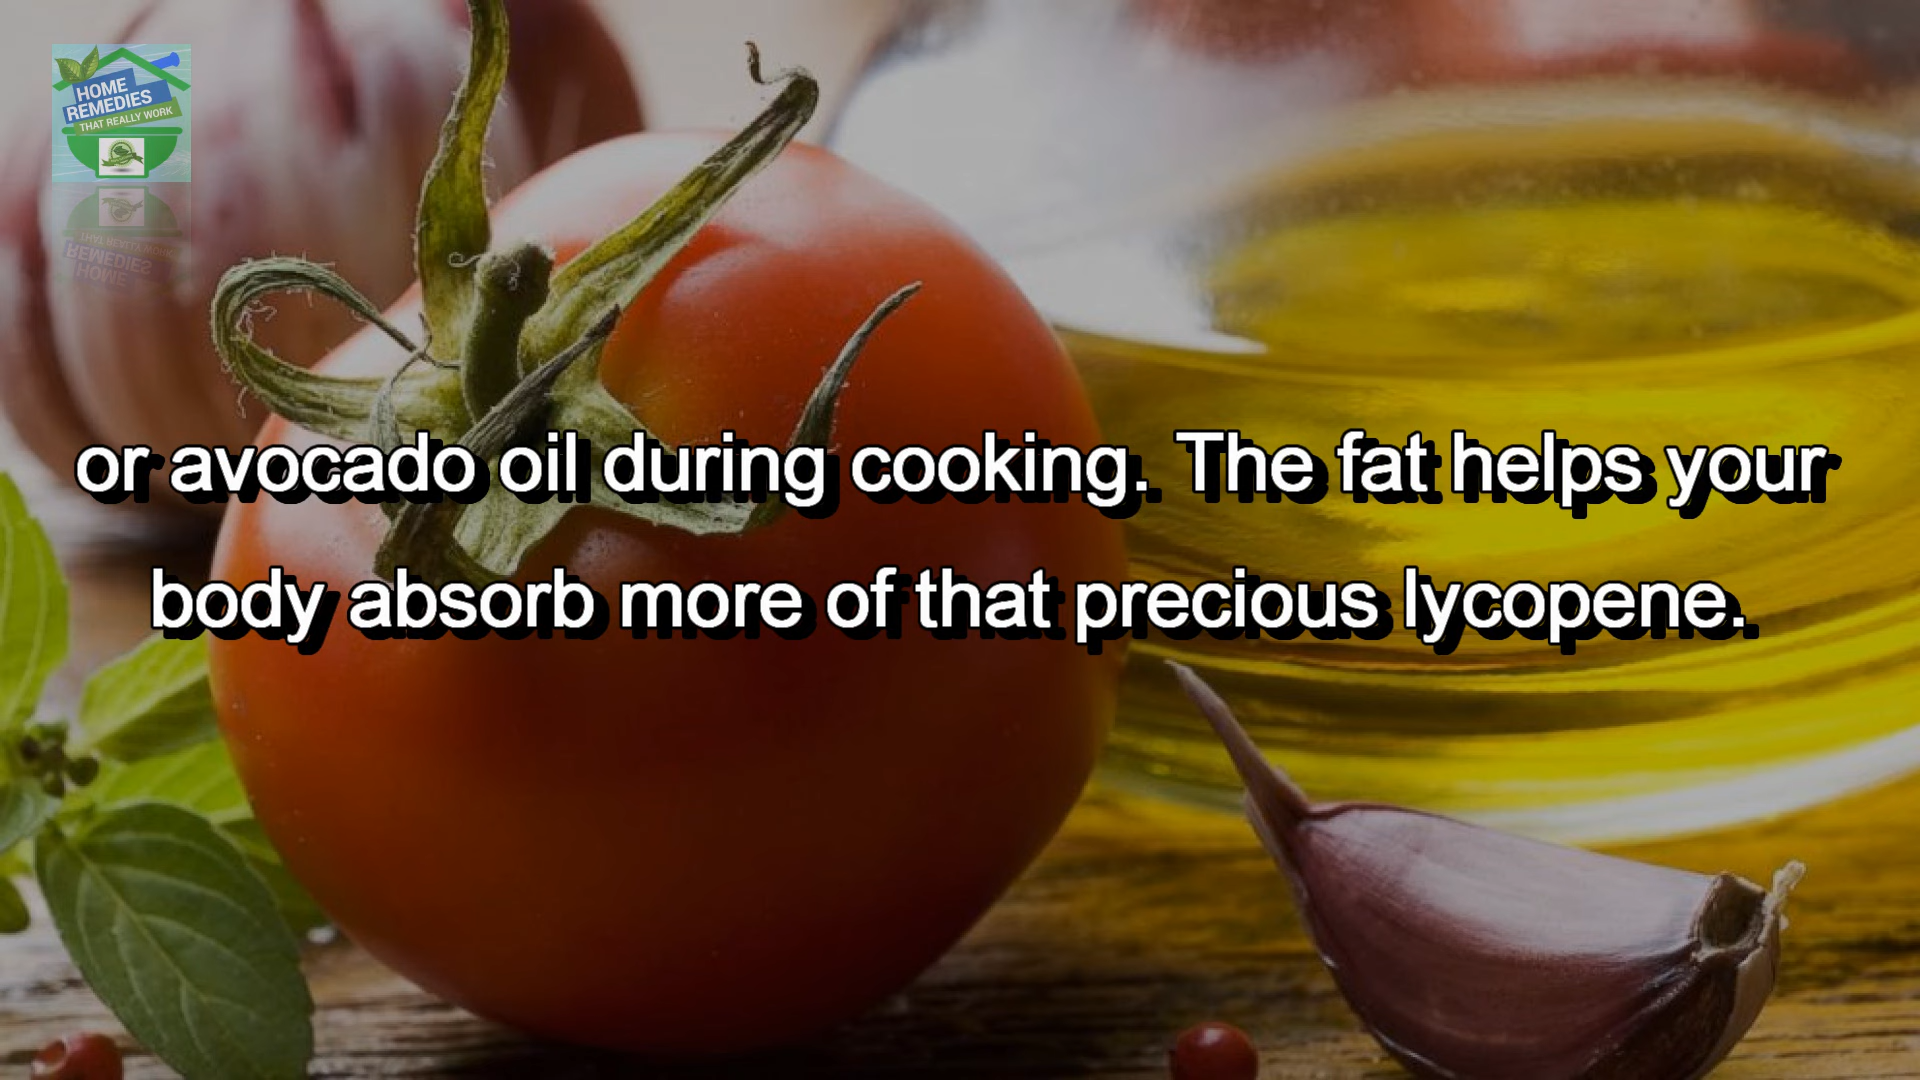 HOME
REMEDIES
THAT REALLY WORK
or avocado oil during cooking. The fat helps your
body absorb more of that precious lycopene.